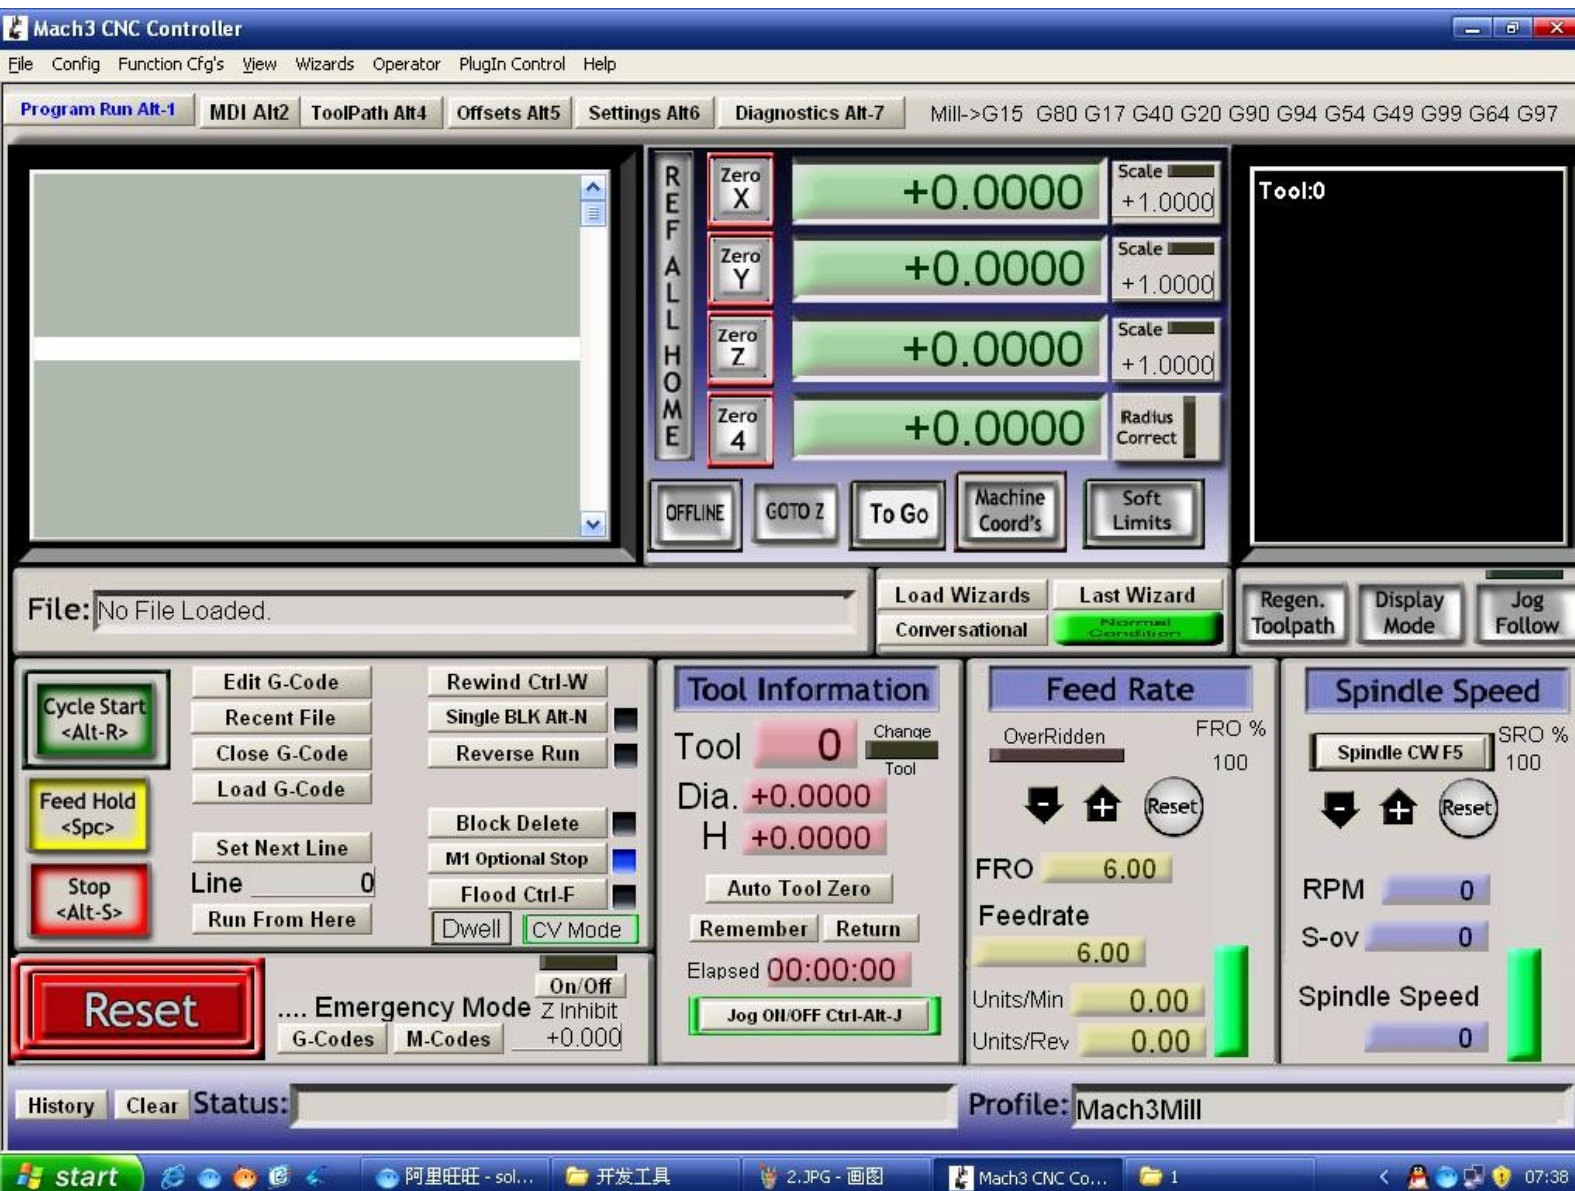 Mach3 CNC Controller
File Config Function Cfg's View Wizards Operator PlugIn Control Help
Program Run Alt-1 MDI Alt2 ToolPath Alt4 Offsets Alt5 Settings Alt6 Diagnostics Alt-7 Mill->G15 G80 G17 G40 G20 G90 G94 G54 G49 G99 G64 G97
REF ALL HOME
Zero X +0.0000 Scale +1.0000
Zero Y +0.0000 Scale +1.0000
Zero Z +0.0000 Scale +1.0000
Zero 4 +0.0000 Radius Correct
OFFLINE GOTO Z To Go Machine Coord's Soft Limits
Tool:0
File: No File Loaded.
Load Wizards Last Wizard
Conversational Normal Condition
Regen. Toolpath Display Mode Jog Follow
Cycle Start <Alt-R>
Feed Hold <Spc>
Stop <Alt-S>
Edit G-Code
Recent File
Close G-Code
Load G-Code
Set Next Line
Line 0
Run From Here
Rewind Ctrl-W
Single BLK Alt-N
Reverse Run
Block Delete
M1 Optional Stop
Flood Ctrl-F
Dwell CV Mode
Reset
.... Emergency Mode
G-Codes M-Codes
On/Off
Z Inhibit
+0.000
Tool Information
Tool 0 Change Tool
Dia. +0.0000
H +0.0000
Auto Tool Zero
Remember Return
Elapsed 00:00:00
Jog ON/OFF Ctrl-Alt-J
Feed Rate
OverRidden FRO %
100
- + Reset
FRO 6.00
Feedrate
6.00
Units/Min 0.00
Units/Rev 0.00
Spindle Speed
Spindle CW F5 SRO %
100
- + Reset
RPM 0
S-ov 0
Spindle Speed
0
History Clear Status: Profile: Mach3Mill
start 阿里旺旺 - sol... 开发工具 2.JPG - 画图 Mach3 CNC Co... 1 07:38